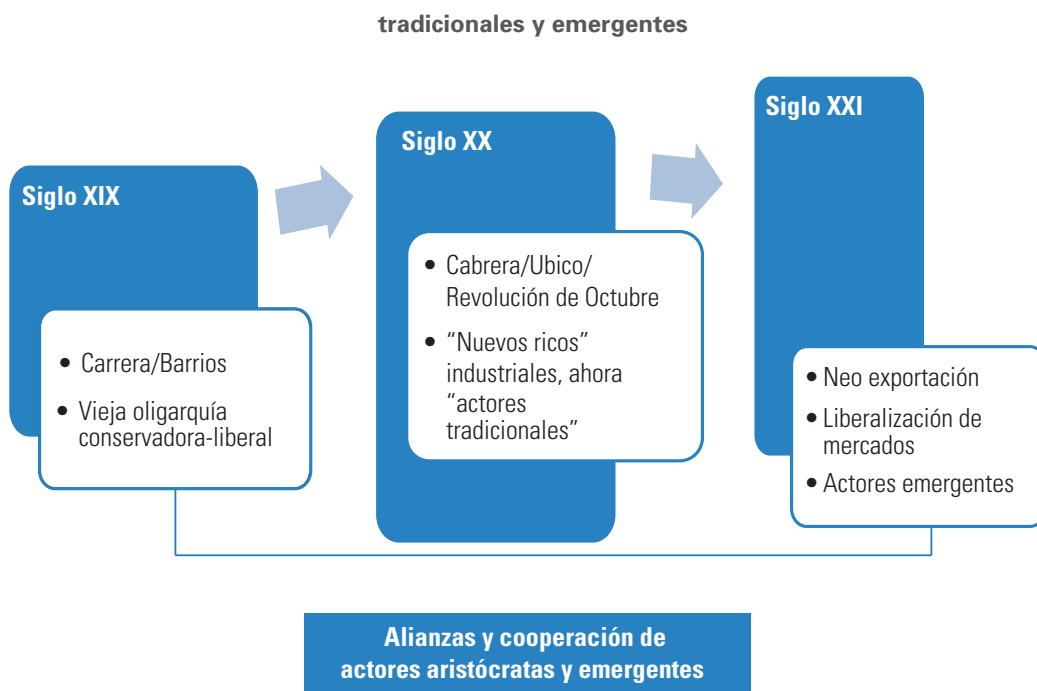 tradicionales y emergentes
Siglo XIX
• Carrera/Barrios
• Vieja oligarquía
conservadora-liberal
Siglo XX
• Cabrera/Ubico/
Revolución de Octubre
• “Nuevos ricos”
industriales, ahora
“actores
tradicionales”
Siglo XXI
• Neo exportación
• Liberalización de
mercados
• Actores emergentes
Alianzas y cooperación de
actores aristócratas y emergentes